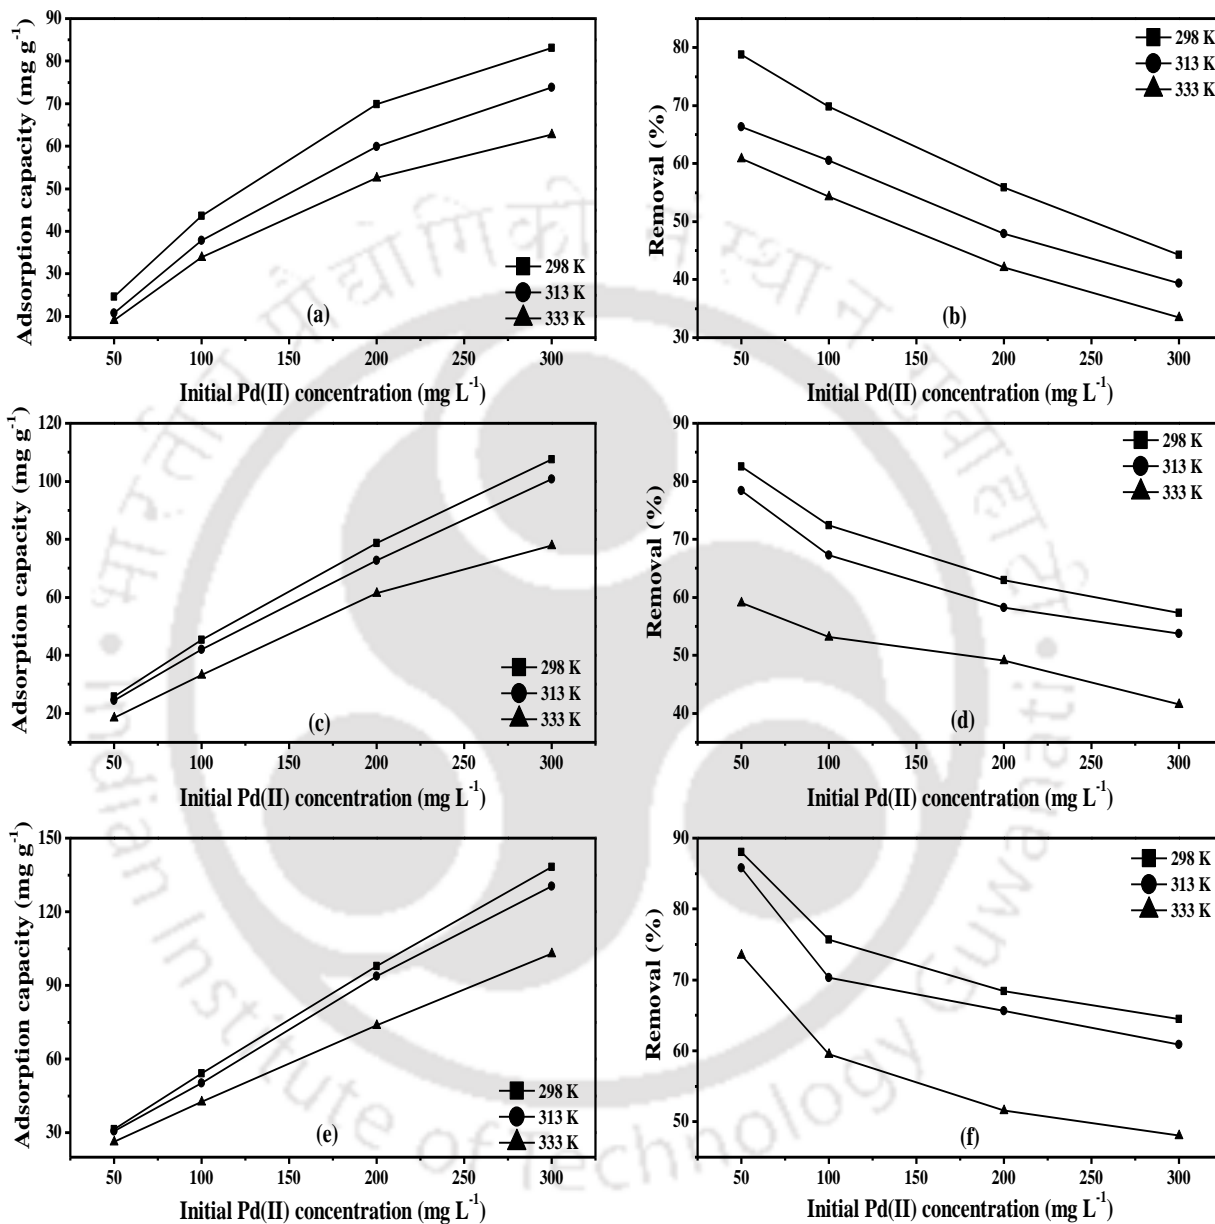 90
80
70
60
50
40
30
20
Adsorption capacity (mg g⁻¹)
298 K
313 K
333 K
(a)
50 100 150 200 250 300
Initial Pd(II) concentration (mg L⁻¹)
80
70
60
50
40
30
Removal (%)
298 K
313 K
333 K
(b)
50 100 150 200 250 300
Initial Pd(II) concentration (mg L⁻¹)
120
100
80
60
40
20
Adsorption capacity (mg g⁻¹)
298 K
313 K
333 K
(c)
50 100 150 200 250 300
Initial Pd(II) concentration (mg L⁻¹)
90
80
70
60
50
40
Removal (%)
298 K
313 K
333 K
(d)
50 100 150 200 250 300
Initial Pd(II) concentration (mg L⁻¹)
150
120
90
60
30
Adsorption capacity (mg g⁻¹)
298 K
313 K
333 K
(e)
50 100 150 200 250 300
Initial Pd(II) concentration (mg L⁻¹)
90
80
70
60
50
Removal (%)
298 K
313 K
333 K
(f)
50 100 150 200 250 300
Initial Pd(II) concentration (mg L⁻¹)
Indian Institute of Technology Guwahati